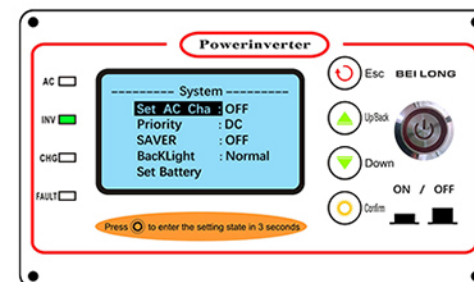 Powerinverter
AC
INV
CHG
FAULT
--------- System ---------
Set AC Cha : OFF
Priority : DC
SAVER : OFF
BacKLight : Normal
Set Battery
Press to enter the setting state in 3 seconds
Esc
Up/Back
Down
Confirm
BEI LONG
ON / OFF